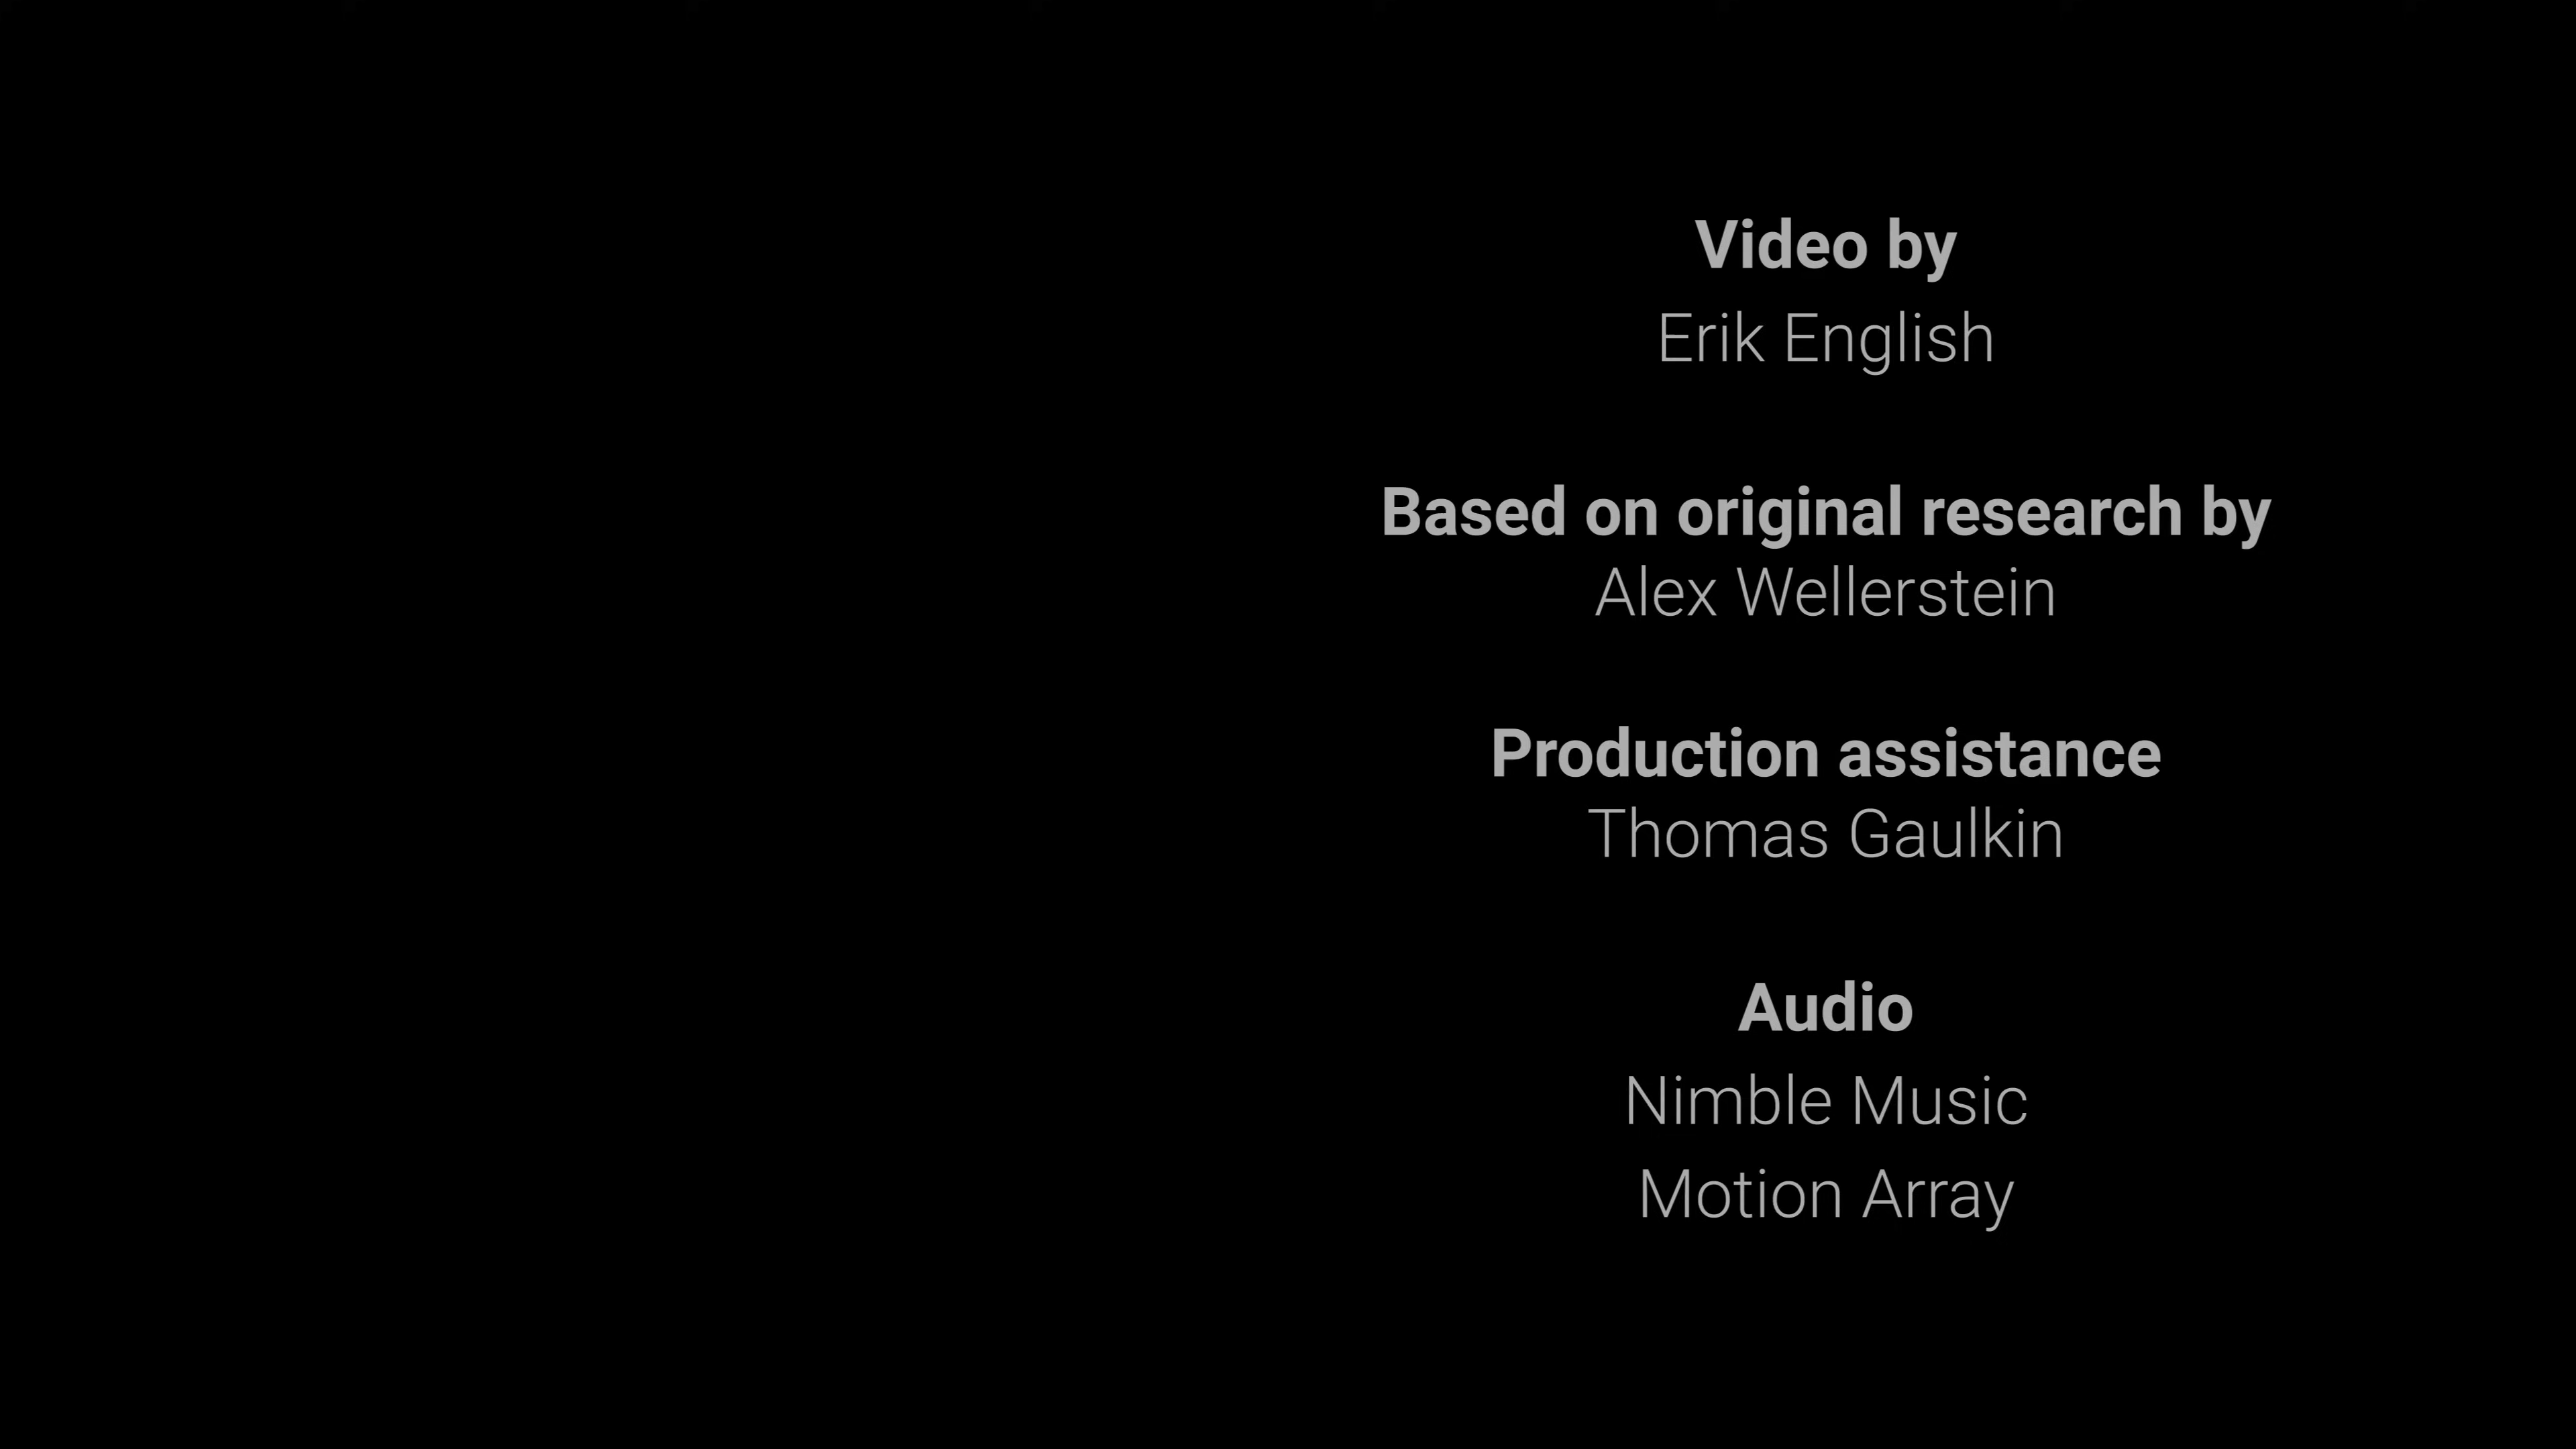 Video by
Erik English
Based on original research by
Alex Wellerstein
Production assistance
Thomas Gaulkin
Audio
Nimble Music
Motion Array